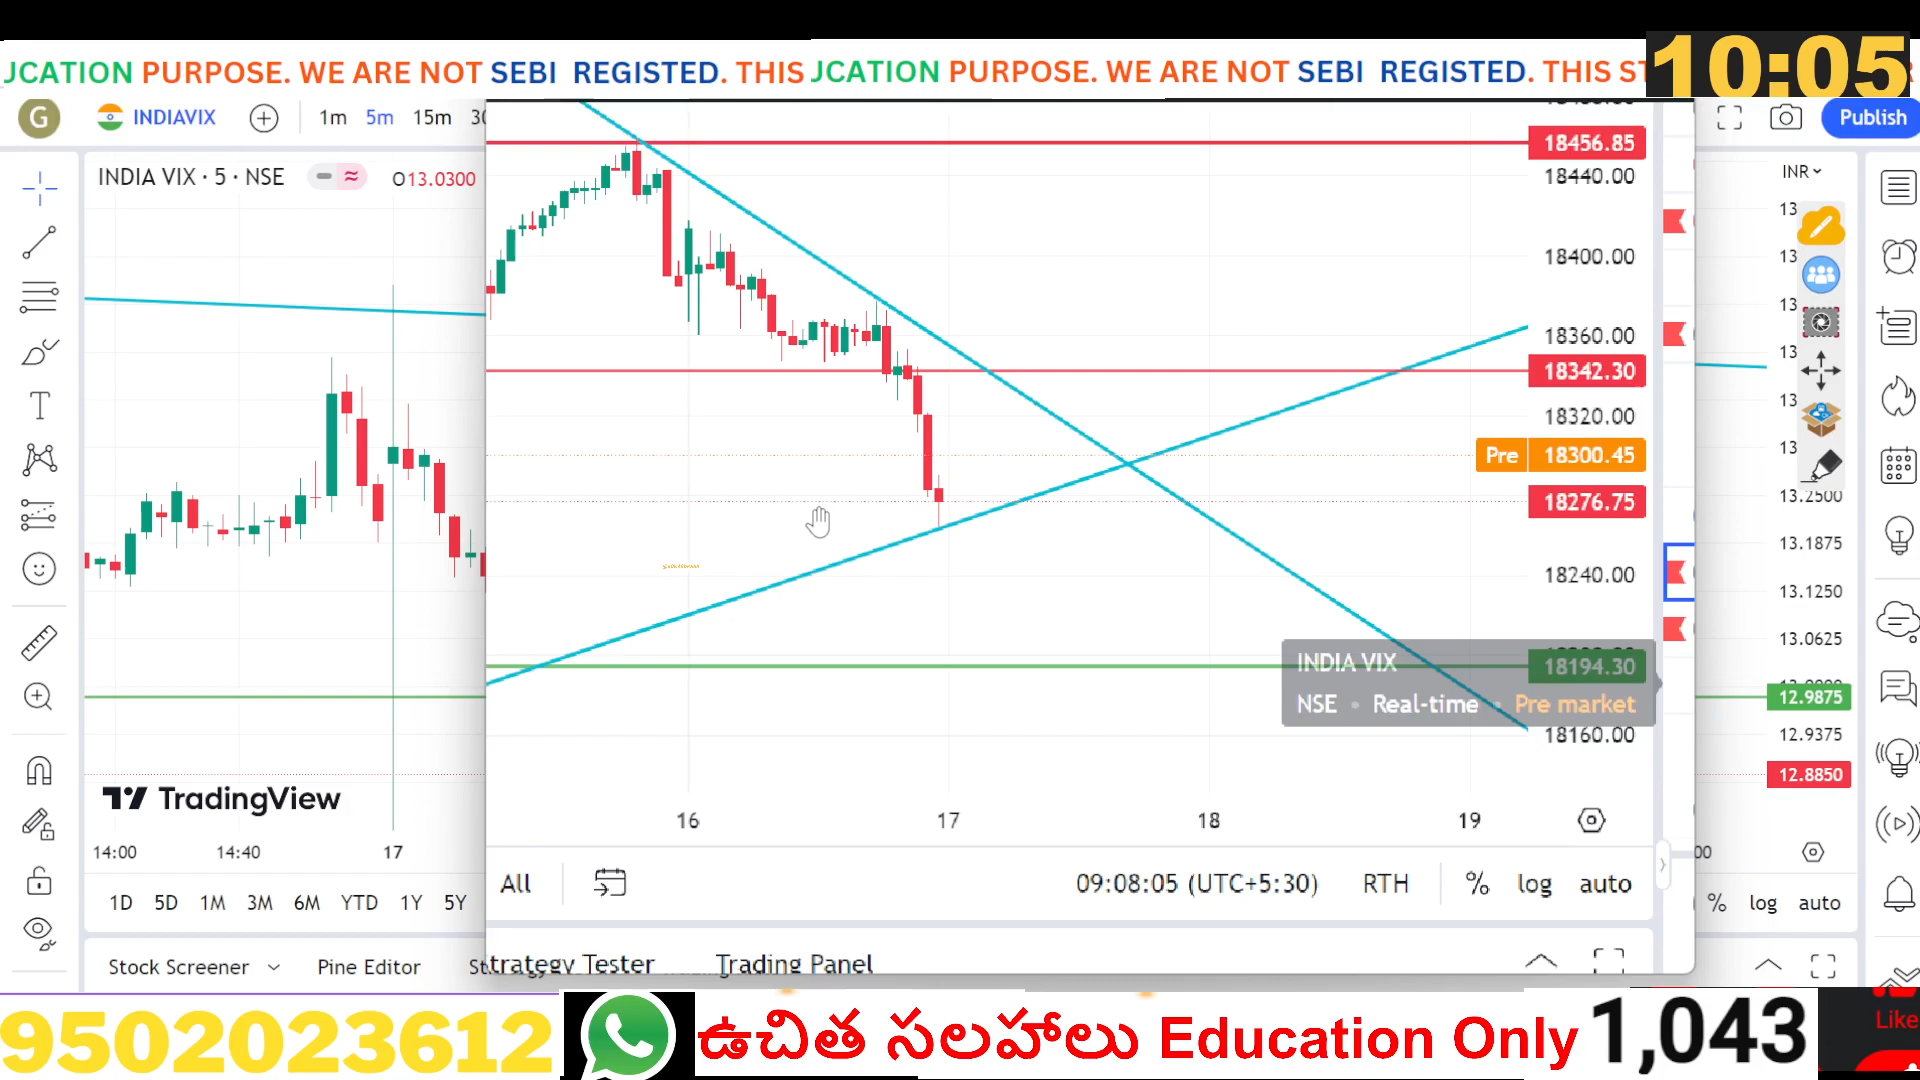 JCATION PURPOSE. WE ARE NOT SEBI REGISTED. THIS JCATION PURPOSE. WE ARE NOT SEBI REGISTED. THIS ST
10:05
G
INDIAVIX
1m 5m 15m
Publish
INDIA VIX · 5 · NSE
O13.0300
INR
18456.85
18440.00
18400.00
18360.00
18342.30
18320.00
Pre 18300.45
18276.75
18240.00
18194.30
18160.00
INDIA VIX
NSE • Real-time • Pre market
13.2500
13.1875
13.1250
13.0625
12.9875
12.9375
12.8850
TradingView
14:00 14:40 17
16 17 18 19
1D 5D 1M 3M 6M YTD 1Y 5Y
All
09:08:05 (UTC+5:30) RTH % log auto
% log auto
Stock Screener Pine Editor
Strategy Tester Trading Panel
9502023612
ఉచిత సలహాలు Education Only
1,043
Like